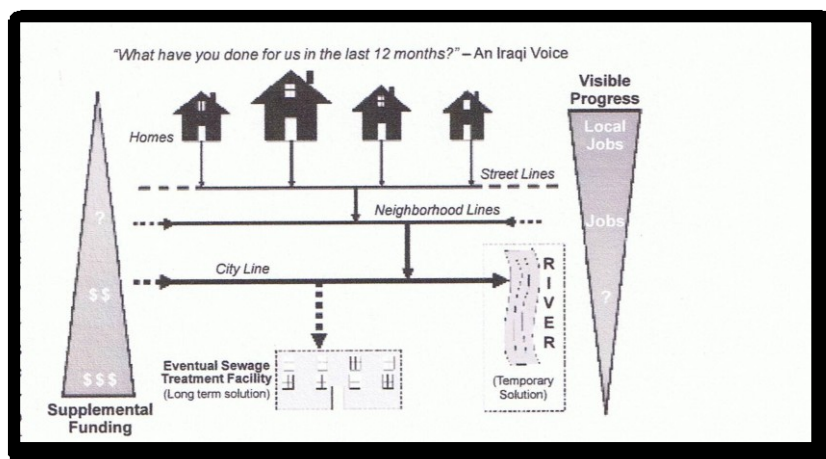 “What have you done for us in the last 12 months?” – An Iraqi Voice
Visible
Progress
Local
Jobs
Homes
Street Lines
?
Neighborhood Lines
Jobs
City Line
RIVER
$$
?
$$$
Eventual Sewage
Treatment Facility
(Long term solution)
(Temporary
Solution)
Supplemental
Funding